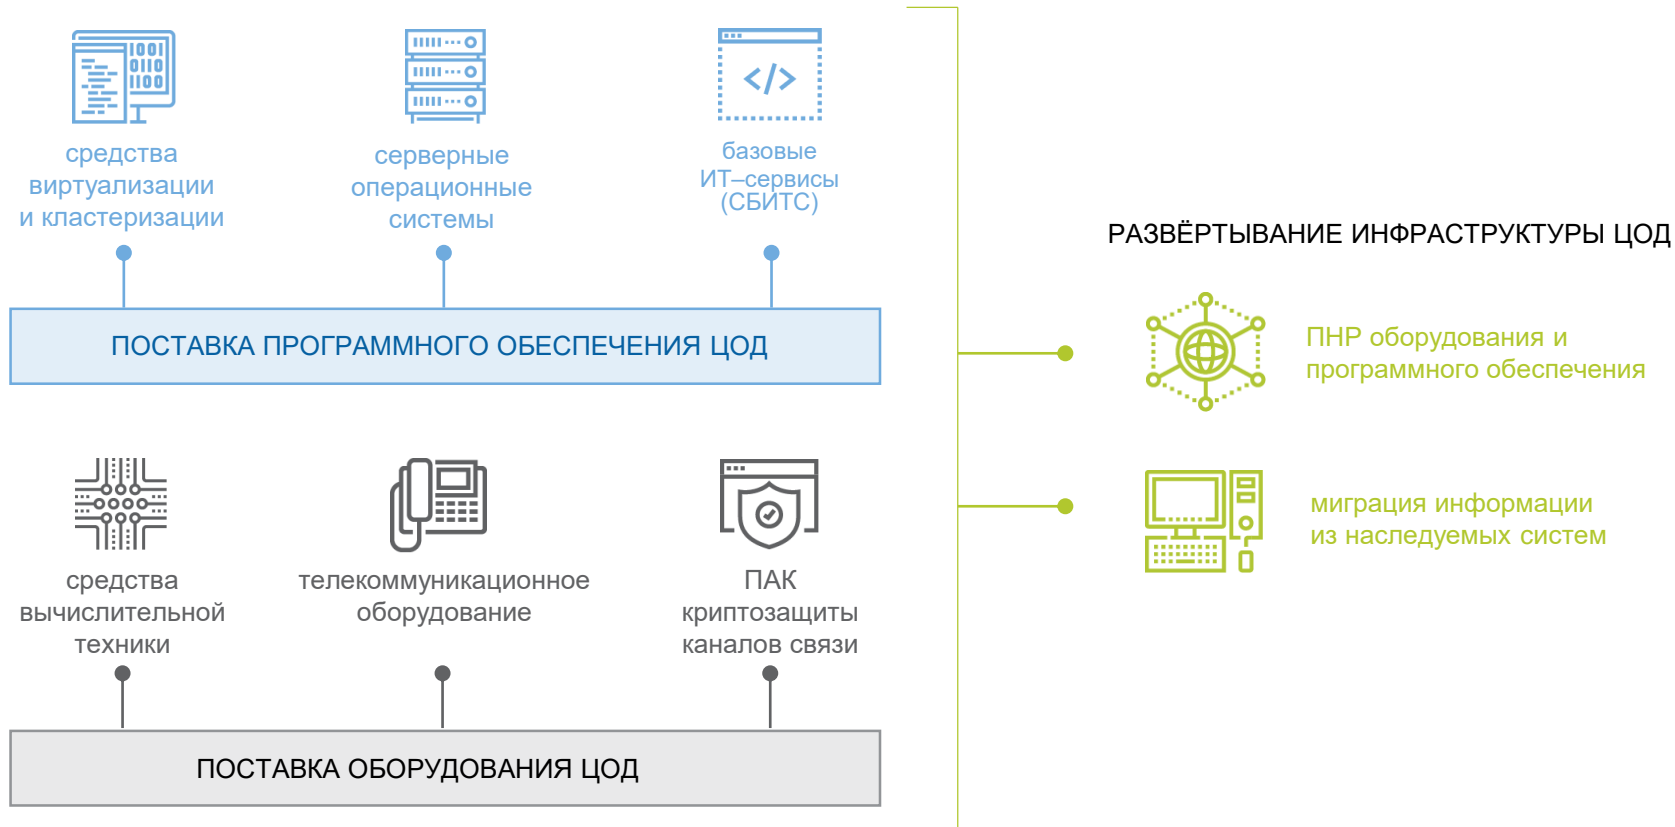 средства
виртуализации
и кластеризации
серверные
операционные
системы
базовые
ИТ–сервисы
(СБИТС)
ПОСТАВКА ПРОГРАММНОГО ОБЕСПЕЧЕНИЯ ЦОД
средства
вычислительной
техники
телекоммуникационное
оборудование
ПАК
криптозащиты
каналов связи
ПОСТАВКА ОБОРУДОВАНИЯ ЦОД
РАЗВЁРТЫВАНИЕ ИНФРАСТРУКТУРЫ ЦОД
ПНР оборудования и
программного обеспечения
миграция информации
из наследуемых систем